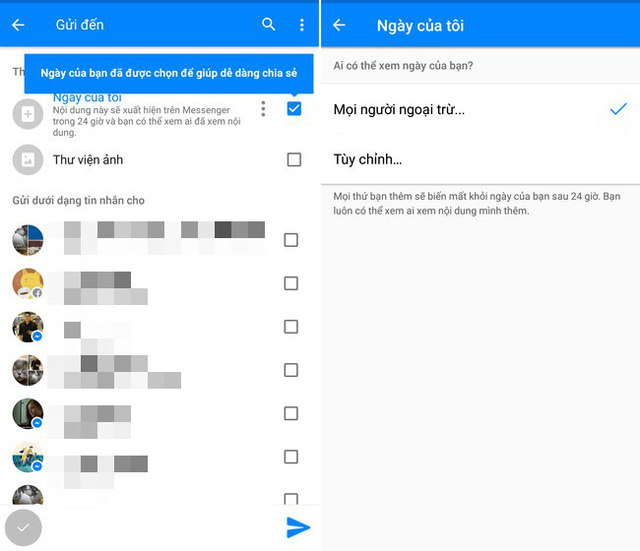 Gửi đến
Th
Ngày của bạn đã được chọn để giúp dễ dàng chia sẻ
Ngày của tôi
Nội dung này sẽ xuất hiện trên Messenger
trong 24 giờ và bạn có thể xem ai đã xem nội
dung.
Thư viện ảnh
Gửi dưới dạng tin nhắn cho
Ngày của tôi
Ai có thể xem ngày của bạn?
Mọi người ngoại trừ...
Tùy chỉnh...
Mọi thứ bạn thêm sẽ biến mất khỏi ngày của bạn sau 24 giờ. Bạn
luôn có thể xem ai xem nội dung mình thêm.